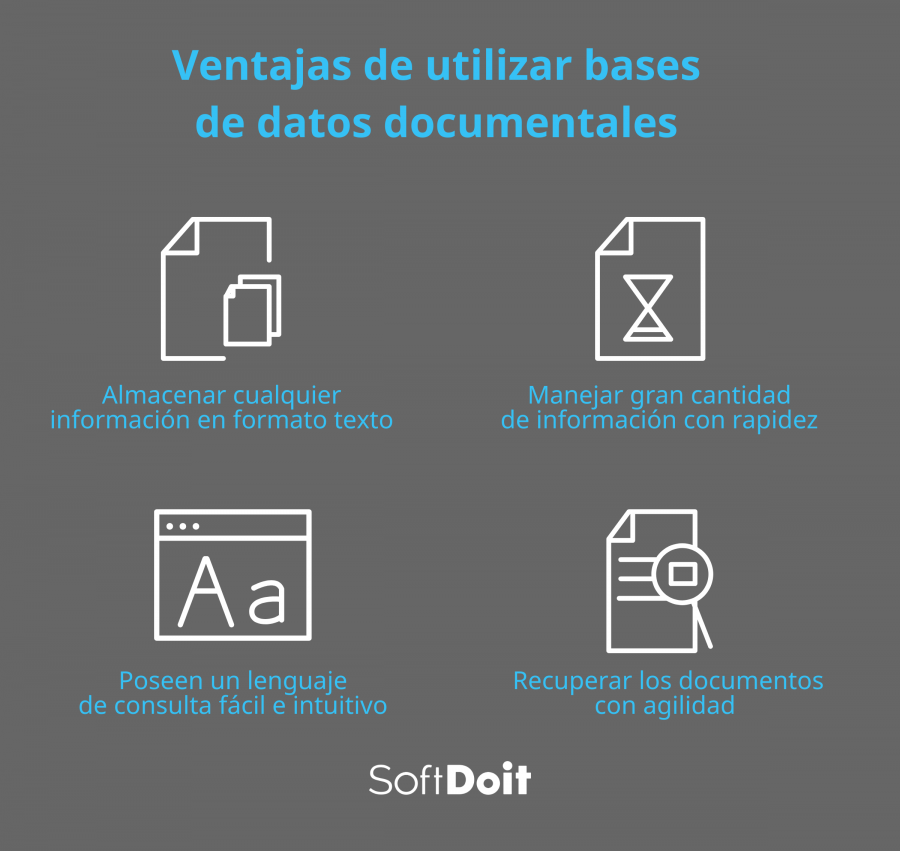 Ventajas de utilizar bases
de datos documentales
Almacenar cualquier
información en formato texto
Manejar gran cantidad
de información con rapidez
Aa
Poseen un lenguaje
de consulta fácil e intuitivo
Recuperar los documentos
con agilidad
SoftDoit